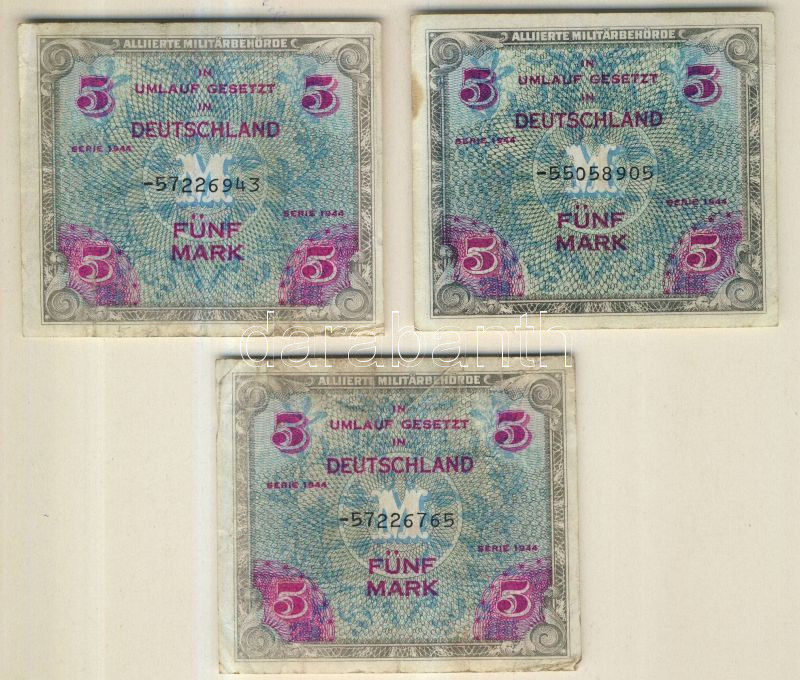 ALLIIERTE MILITÄRBEHÖRDE
5 IN 5
UMLAUF GESETZT
IN
DEUTSCHLAND
SERIE 1944
M
-57226943
SERIE 1944
FÜNF
MARK
5 5
ALLIIERTE MILITÄRBEHÖRDE
5 IN 5
UMLAUF GESETZT
IN
DEUTSCHLAND
SERIE 1944
M
-55058905
SERIE 1944
FÜNF
MARK
5 5
darabanth
ALLIIERTE MILITÄRBEHÖRDE
5 IN 5
UMLAUF GESETZT
IN
DEUTSCHLAND
SERIE 1944
M
-57226765
SERIE 1944
FÜNF
MARK
5 5